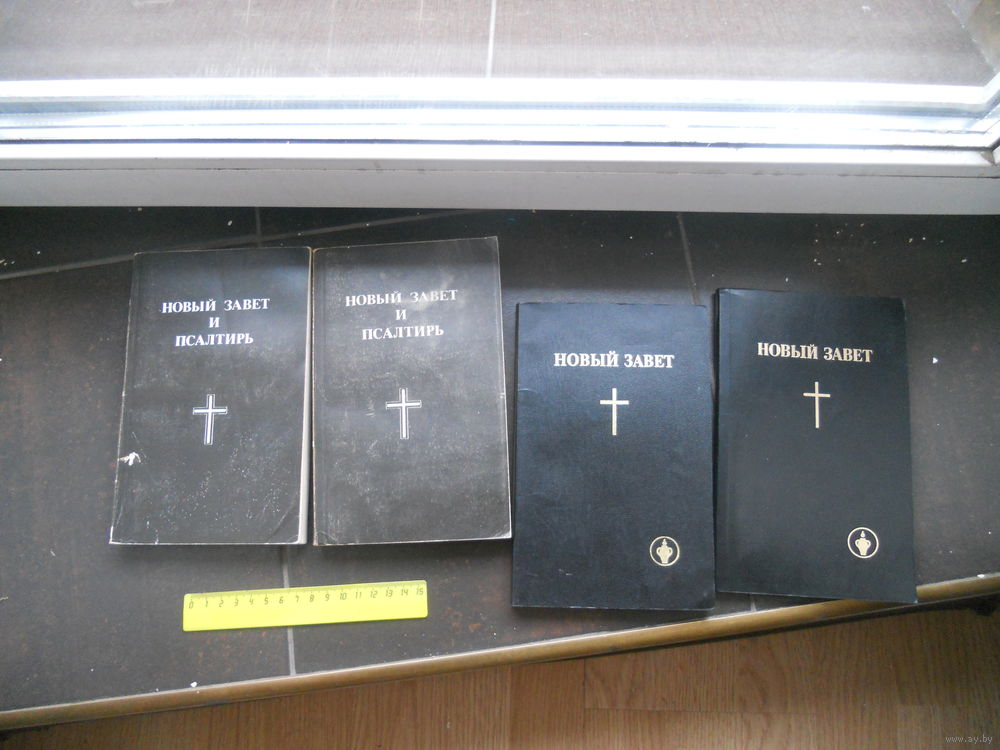 НОВЫЙ ЗАВЕТ
И
ПСАЛТИРЬ
НОВЫЙ ЗАВЕТ
И
ПСАЛТИРЬ
НОВЫЙ ЗАВЕТ
НОВЫЙ ЗАВЕТ
0 1 2 3 4 5 6 7 8 9 10 11 12 13 14 15
www.ay.by